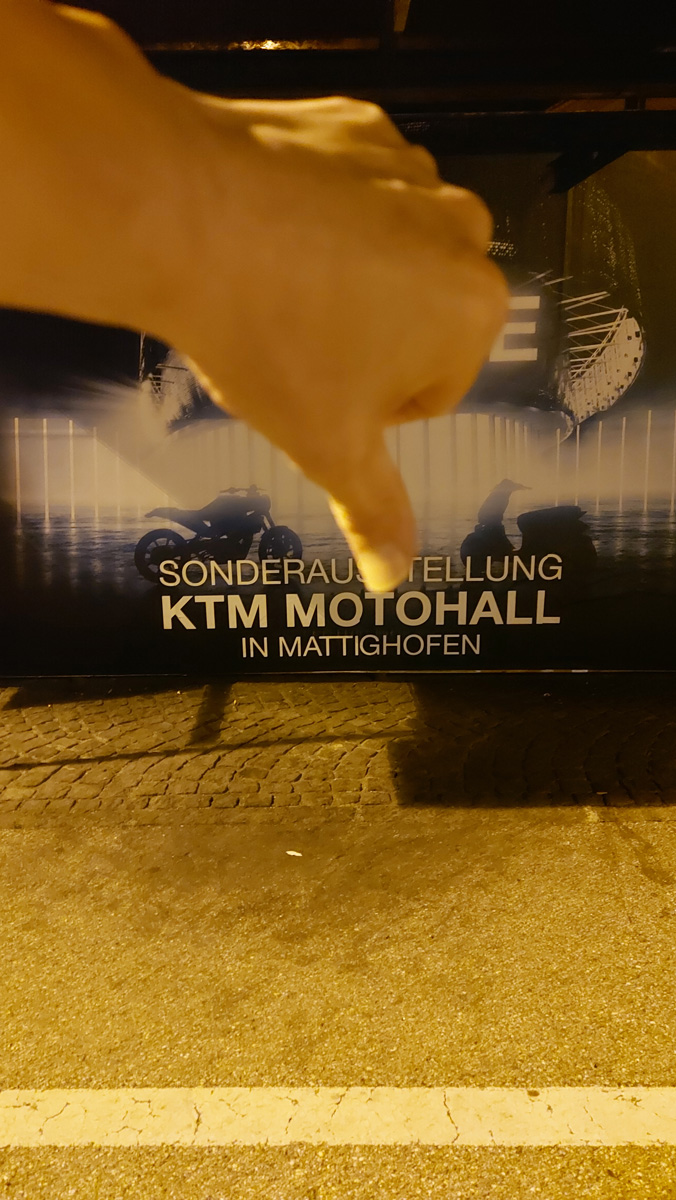 E
SONDERAUSSTELLUNG
KTM MOTOHALL
IN MATTIGHOFEN